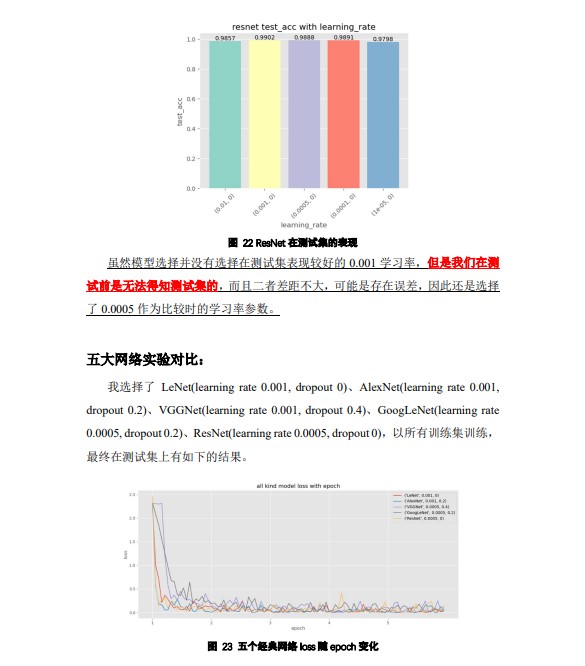 resnet test_acc with learning_rate
0.9857 0.9902 0.9888 0.9891 0.9798
1.0
0.8
0.6
0.4
0.2
0.0
test_acc
(0.01, 0) (0.001, 0) (0.0005, 0) (0.0001, 0) (1e-05, 0)
learning_rate
图 22 ResNet 在测试集的表现
虽然模型选择并没有选择在测试集表现较好的 0.001 学习率，但是我们在测
试前是无法得知测试集的，而且二者差距不大，可能是存在误差，因此还是选择
了 0.0005 作为比较时的学习率参数。
五大网络实验对比：
我选择了 LeNet(learning rate 0.001, dropout 0)、AlexNet(learning rate 0.001,
dropout 0.2)、VGGNet(learning rate 0.001, dropout 0.4)、GoogLeNet(learning rate
0.0005, dropout 0.2)、ResNet(learning rate 0.0005, dropout 0)，以所有训练集训练，
最终在测试集上有如下的结果。
all kind model loss with epoch
('LeNet', 0.001, 0)
('AlexNet', 0.001, 0.2)
('VGGNet', 0.0005, 0.4)
('GoogLeNet', 0.0005, 0.2)
('ResNet', 0.0005, 0)
2.5
2.0
1.5
1.0
0.5
0.0
loss
1 2 3 4 5
epoch
图 23 五个经典网络 loss 随 epoch 变化